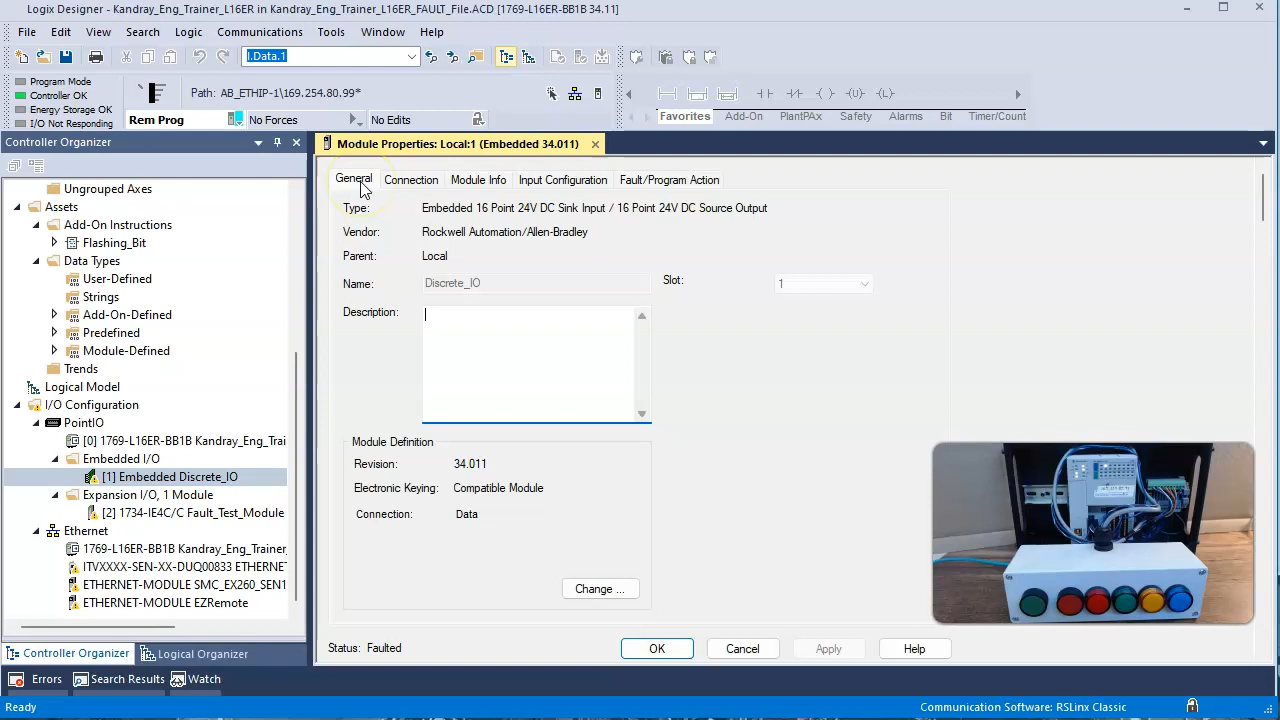 Logix Designer - Kandray_Eng_Trainer_L16ER in Kandray_Eng_Trainer_L16ER_FAULT_File.ACD [1769-L16ER-BB1B 34.11]
File Edit View Search Logic Communications Tools Window Help
I.Data.1
Program Mode
Controller OK
Energy Storage OK
I/O Not Responding
Path: AB_ETHIP-1\169.254.80.99*
Rem Prog No Forces No Edits
Favorites Add-On PlantPAx Safety Alarms Bit Timer/Count
Controller Organizer
Ungrouped Axes
Assets
Add-On Instructions
Flashing_Bit
Data Types
User-Defined
Strings
Add-On-Defined
Predefined
Module-Defined
Trends
Logical Model
I/O Configuration
PointIO
[0] 1769-L16ER-BB1B Kandray_Eng_Trai
Embedded I/O
[1] Embedded Discrete_IO
Expansion I/O, 1 Module
[2] 1734-IE4C/C Fault_Test_Module
Ethernet
1769-L16ER-BB1B Kandray_Eng_Trainer_
ITVXXXX-SEN-XX-DUQ00833.ETHERNET
ETHERNET-MODULE SMC_EX260_SEN1
ETHERNET-MODULE EZRemote
Controller Organizer Logical Organizer
Module Properties: Local:1 (Embedded 34.011)
General Connection Module Info Input Configuration Fault/Program Action
Type: Embedded 16 Point 24V DC Sink Input / 16 Point 24V DC Source Output
Vendor: Rockwell Automation/Allen-Bradley
Parent: Local
Name: Discrete_IO Slot: 1
Description:
Module Definition
Revision: 34.011
Electronic Keying: Compatible Module
Connection: Data
Change ...
Status: Faulted
OK Cancel Apply Help
Errors Search Results Watch
Ready Communication Software: RSLinx Classic